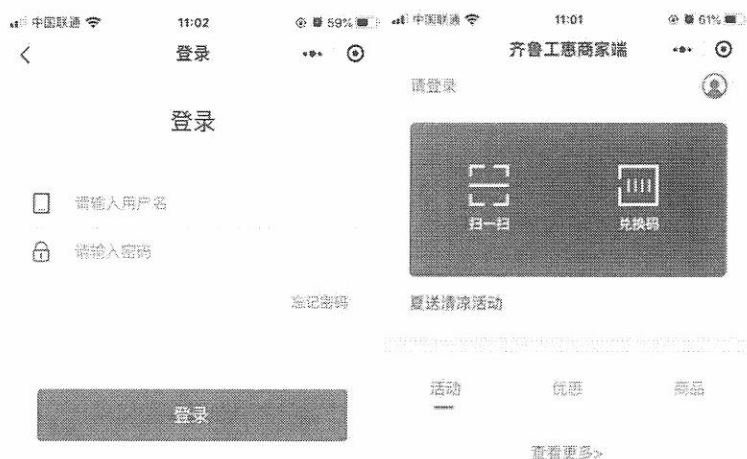 中国联通
11:02
59%
登录
登录
请输入用户名
请输入密码
忘记密码
登录
中国联通
11:01
61%
齐鲁工惠商家端
请登录
扫一扫
兑换码
夏送清凉活动
活动
优惠
商品
查看更多>